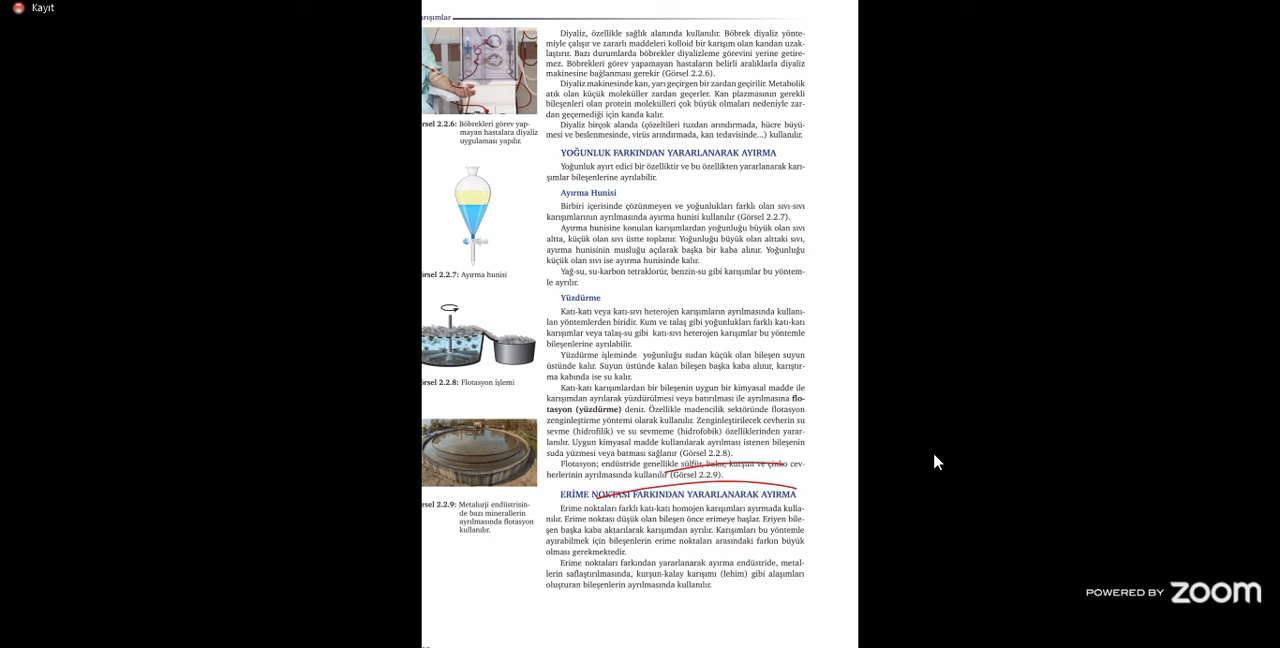 Kayıt
arışımlar
Diyaliz, özellikle sağlık alanında kullanılır. Böbrek diyaliz yönte-
miyle çalışır ve zararlı maddeleri kolloid bir karışım olan kandan uzak-
laştırır. Bazı durumlarda böbrekler diyalizleme görevini yerine getire-
mez. Böbrekleri görev yapamayan hastaların belirli aralıklarla diyaliz
makinesine bağlanması gerekir (Görsel 2.2.6).
Diyaliz makinesinde kan, yarı geçirgen bir zardan geçirilir. Metabolik
atık olan küçük moleküller zardan geçerler. Kan plazmasının gerekli
bileşenleri olan protein molekülleri çok büyük olmaları nedeniyle zar-
dan geçemediği için kanda kalır.
Diyaliz birçok alanda (çözeltileri tuzdan arındırmada, hücre büyü-
mesi ve beslenmesinde, virüs arındırmada, kan tedavisinde...) kullanılır.
rsel 2.2.6: Böbrekleri görev yap-
mayan hastalara diyaliz
uygulaması yapılır.
YOĞUNLUK FARKINDAN YARARLANARAK AYIRMA
Yoğunluk ayırt edici bir özelliktir ve bu özellikten yararlanarak karı-
şımlar bileşenlerine ayrılabilir.
Ayırma Hunisi
Birbiri içerisinde çözünmeyen ve yoğunlukları farklı olan sıvı-sıvı
karışımlarının ayrılmasında ayırma hunisi kullanılır (Görsel 2.2.7).
Ayırma hunisine konulan karışımlardan yoğunluğu büyük olan sıvı
altta, küçük olan sıvı üstte toplanır. Yoğunluğu büyük olan alttaki sıvı,
ayırma hunisinin musluğu açılarak başka bir kaba alınır. Yoğunluğu
küçük olan sıvı ise ayırma hunisinde kalır.
Yağ-su, su-karbon tetraklorür, benzin-su gibi karışımlar bu yöntem-
le ayrılır.
örsel 2.2.7: Ayırma hunisi
Yüzdürme
Katı-katı veya katı-sıvı heterojen karışımların ayrılmasında kullanı-
lan yöntemlerden biridir. Kum ve talaş gibi yoğunlukları farklı katı-katı
karışımlar veya talaş-su gibi katı-sıvı heterojen karışımlar bu yöntemle
bileşenlerine ayrılabilir.
Yüzdürme işleminde yoğunluğu sudan küçük olan bileşen suyun
üstünde kalır. Suyun üstünde kalan bileşen başka kaba alınır, karıştır-
ma kabında ise su kalır.
Katı-katı karışımlardan bir bileşenin uygun bir kimyasal madde ile
karışımdan ayrılarak yüzdürülmesi veya batırılması ile ayrılmasına flo-
tasyon (yüzdürme) denir. Özellikle madencilik sektöründe flotasyon
zenginleştirme yöntemi olarak kullanılır. Zenginleştirilecek cevherin su
sevme (hidrofilik) ve su sevmeme (hidrofobik) özelliklerinden yarar-
lanılır. Uygun kimyasal madde kullanılarak ayrılması istenen bileşenin
suda yüzmesi veya batması sağlanır (Görsel 2.2.8).
Flotasyon; endüstride genellikle sülfür, bakır, kurşun ve çinko cev-
herlerinin ayrılmasında kullanılır (Görsel 2.2.9).
örsel 2.2.8: Flotasyon işlemi
rsel 2.2.9: Metalurji endüstrisin-
de bazı minerallerin
ayrılmasında flotasyon
kullanılır.
ERİME NOKTASI FARKINDAN YARARLANARAK AYIRMA
Erime noktaları farklı katı-katı homojen karışımları ayırmada kulla-
nılır. Erime noktası düşük olan bileşen önce erimeye başlar. Eriyen bile-
şen başka kaba aktarılarak karışımdan ayrılır. Karışımları bu yöntemle
ayırabilmek için bileşenlerin erime noktaları arasındaki farkın büyük
olması gerekmektedir.
Erime noktaları farkından yararlanarak ayırma endüstride, metal-
lerin saflaştırılmasında, kurşun-kalay karışımı (lehim) gibi alaşımları
oluşturan bileşenlerin ayrılmasında kullanılır.
POWERED BY zoom